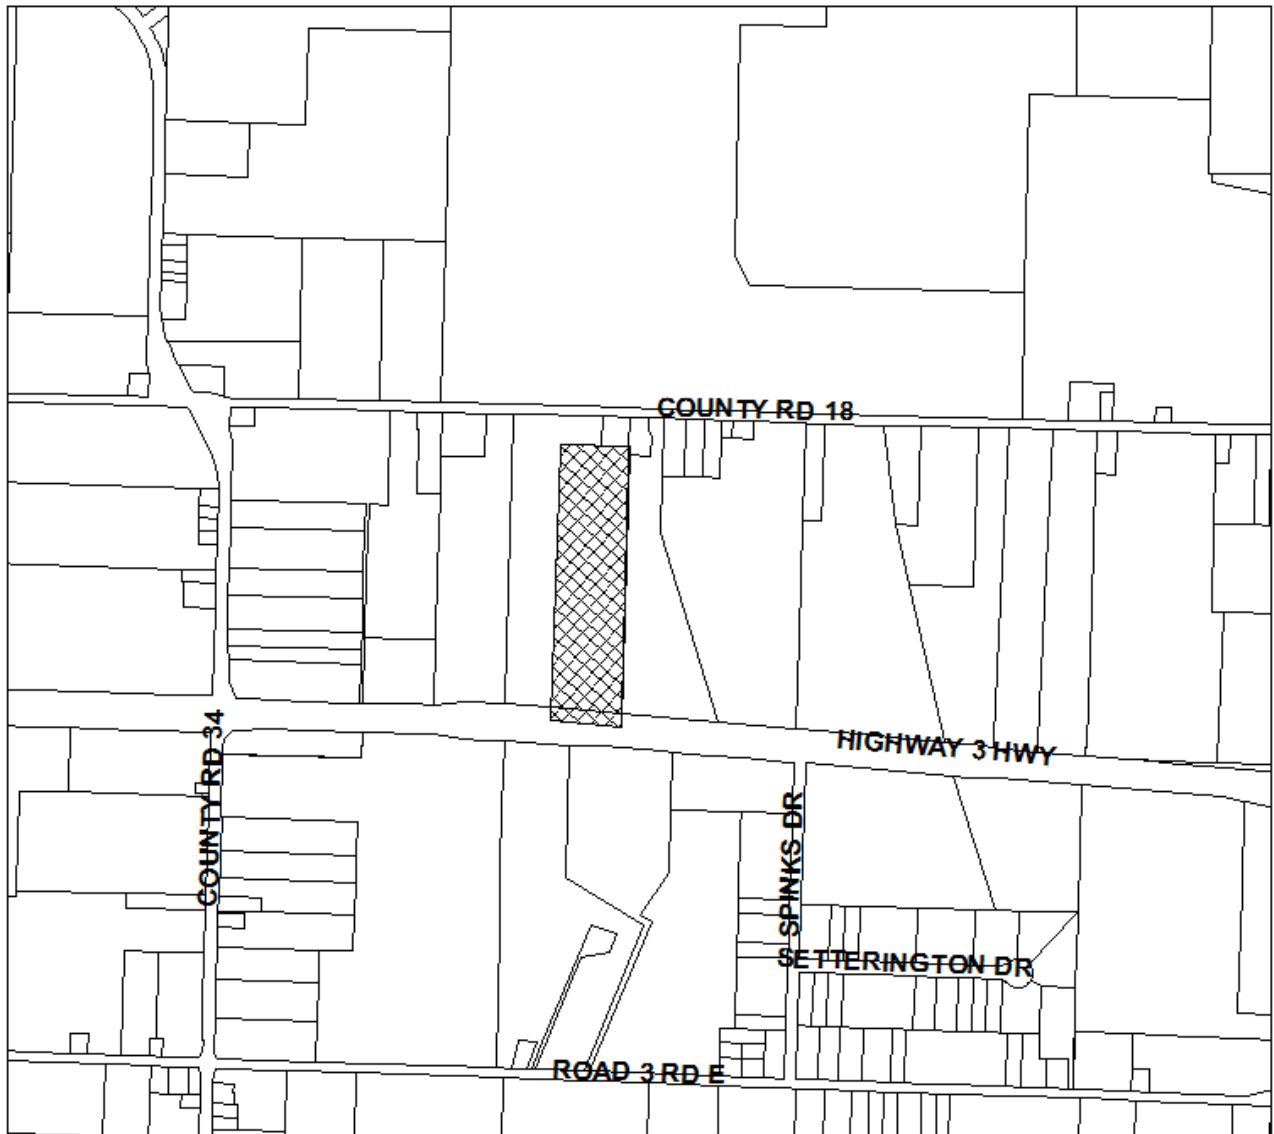 COUNTY RD 18
HIGHWAY 3 HWY
COUNTY RD 34
SPINKS DR
SETTERINGTON DR
ROAD 3 RD E